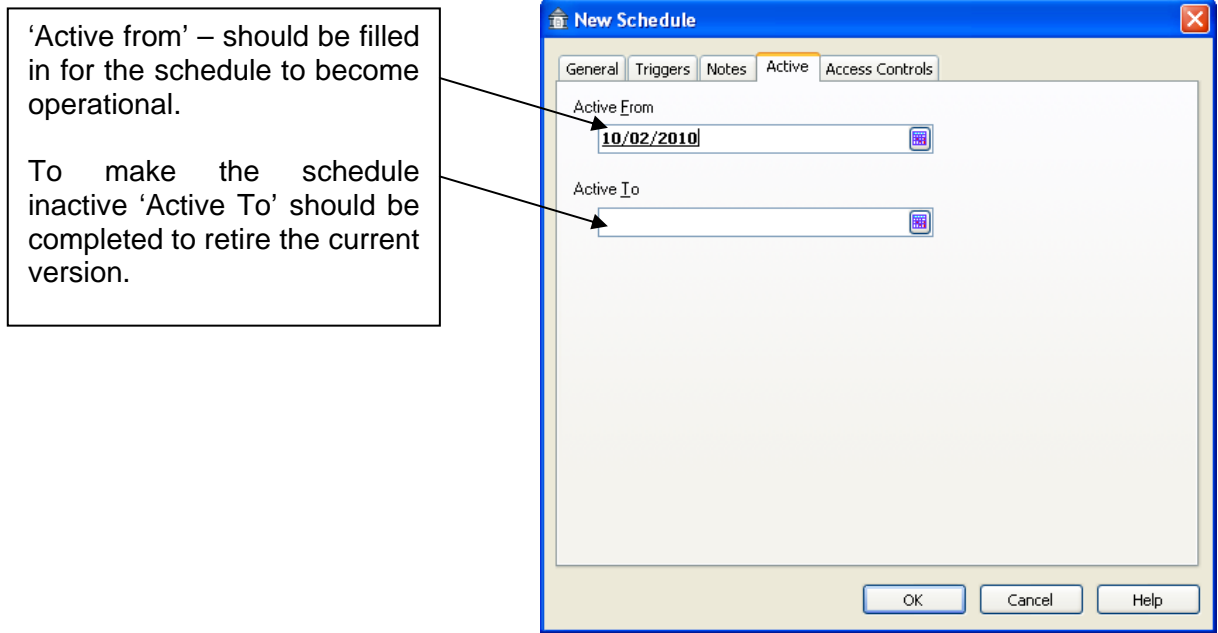 ‘Active from’ – should be filled
in for the schedule to become
operational.
To make the schedule
inactive ‘Active To’ should be
completed to retire the current
version.
New Schedule
General Triggers Notes Active Access Controls
Active From
10/02/2010
Active To
OK Cancel Help